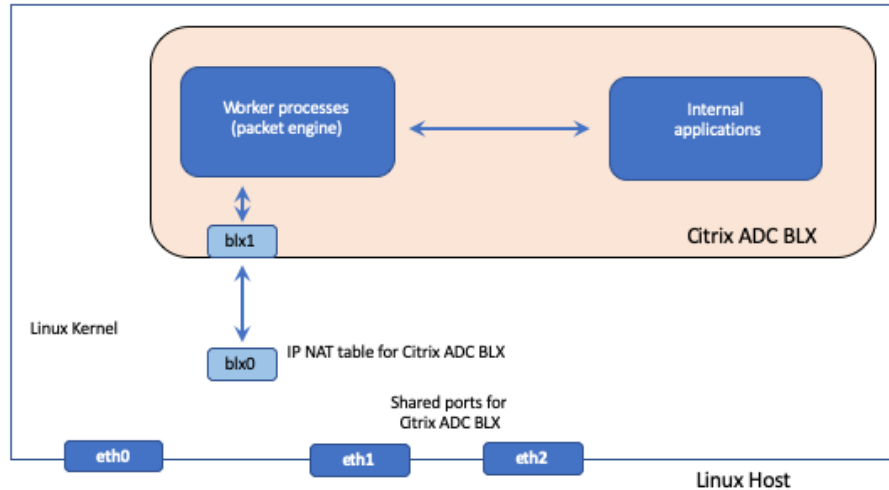 Worker processes
(packet engine)
Internal
applications
blx1
Citrix ADC BLX
Linux Kernel
blx0
IP NAT table for Citrix ADC BLX
Shared ports for
Citrix ADC BLX
eth0
eth1
eth2
Linux Host